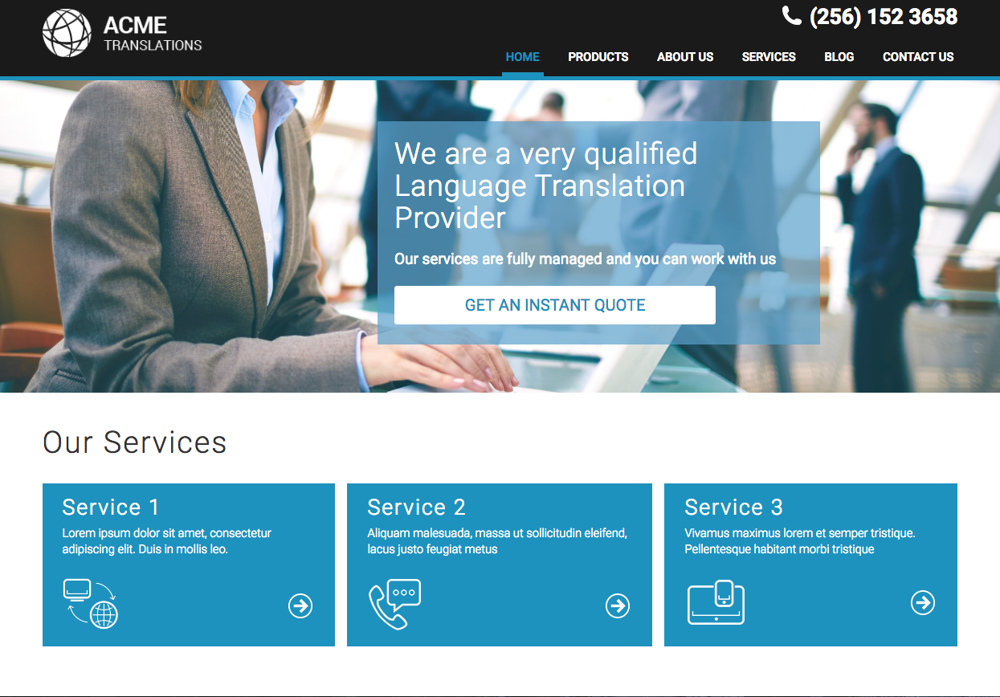 ACME
TRANSLATIONS
(256) 152 3658
HOME PRODUCTS ABOUT US SERVICES BLOG CONTACT US
We are a very qualified
Language Translation
Provider
Our services are fully managed and you can work with us
GET AN INSTANT QUOTE
Our Services
Service 1
Lorem ipsum dolor sit amet, consectetur
adipiscing elit. Duis in mollis leo.
Service 2
Aliquam malesuada, massa ut sollicitudin eleifend,
lacus justo feugiat metus
Service 3
Vivamus maximus lorem et semper tristique.
Pellentesque habitant morbi tristique